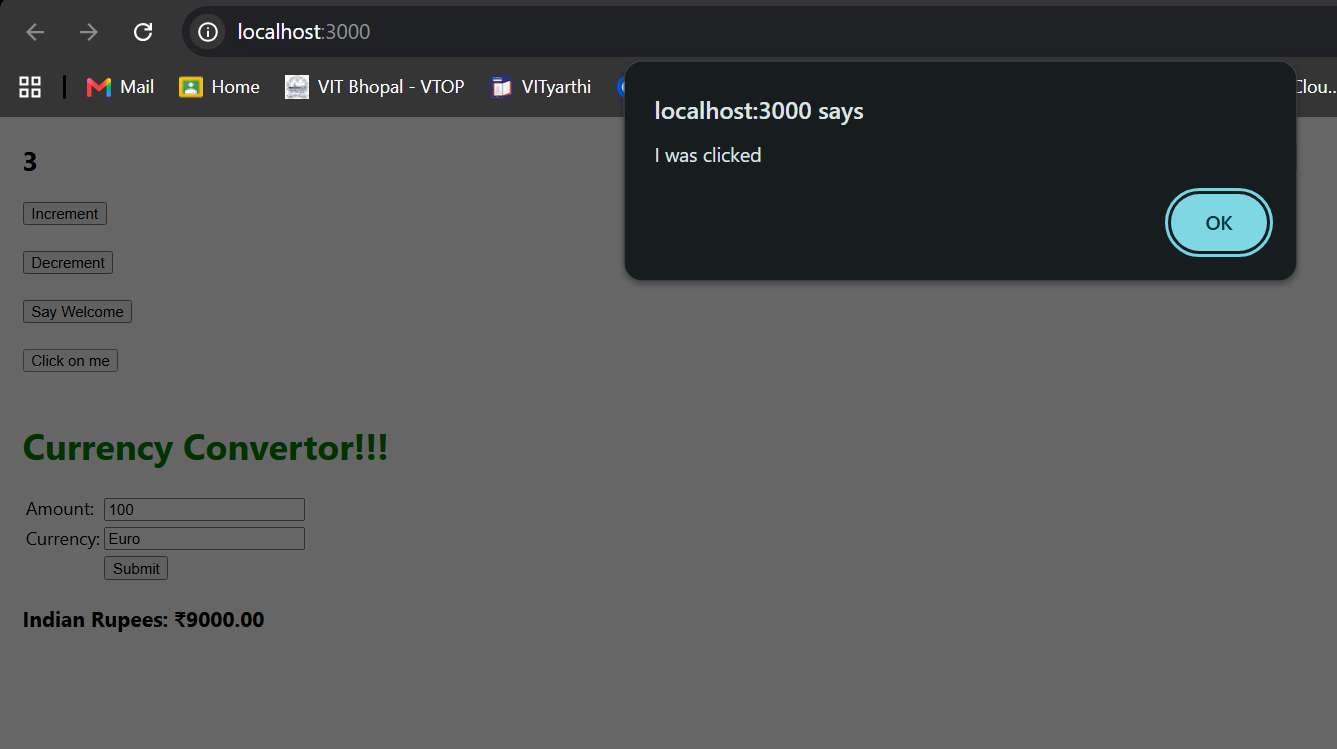 localhost:3000
Mail Home VIT Bhopal - VTOP VITyarthi Clou...
localhost:3000 says
I was clicked
OK
3
Increment
Decrement
Say Welcome
Click on me
Currency Convertor!!!
Amount: 100
Currency: Euro
Submit
Indian Rupees: ₹9000.00